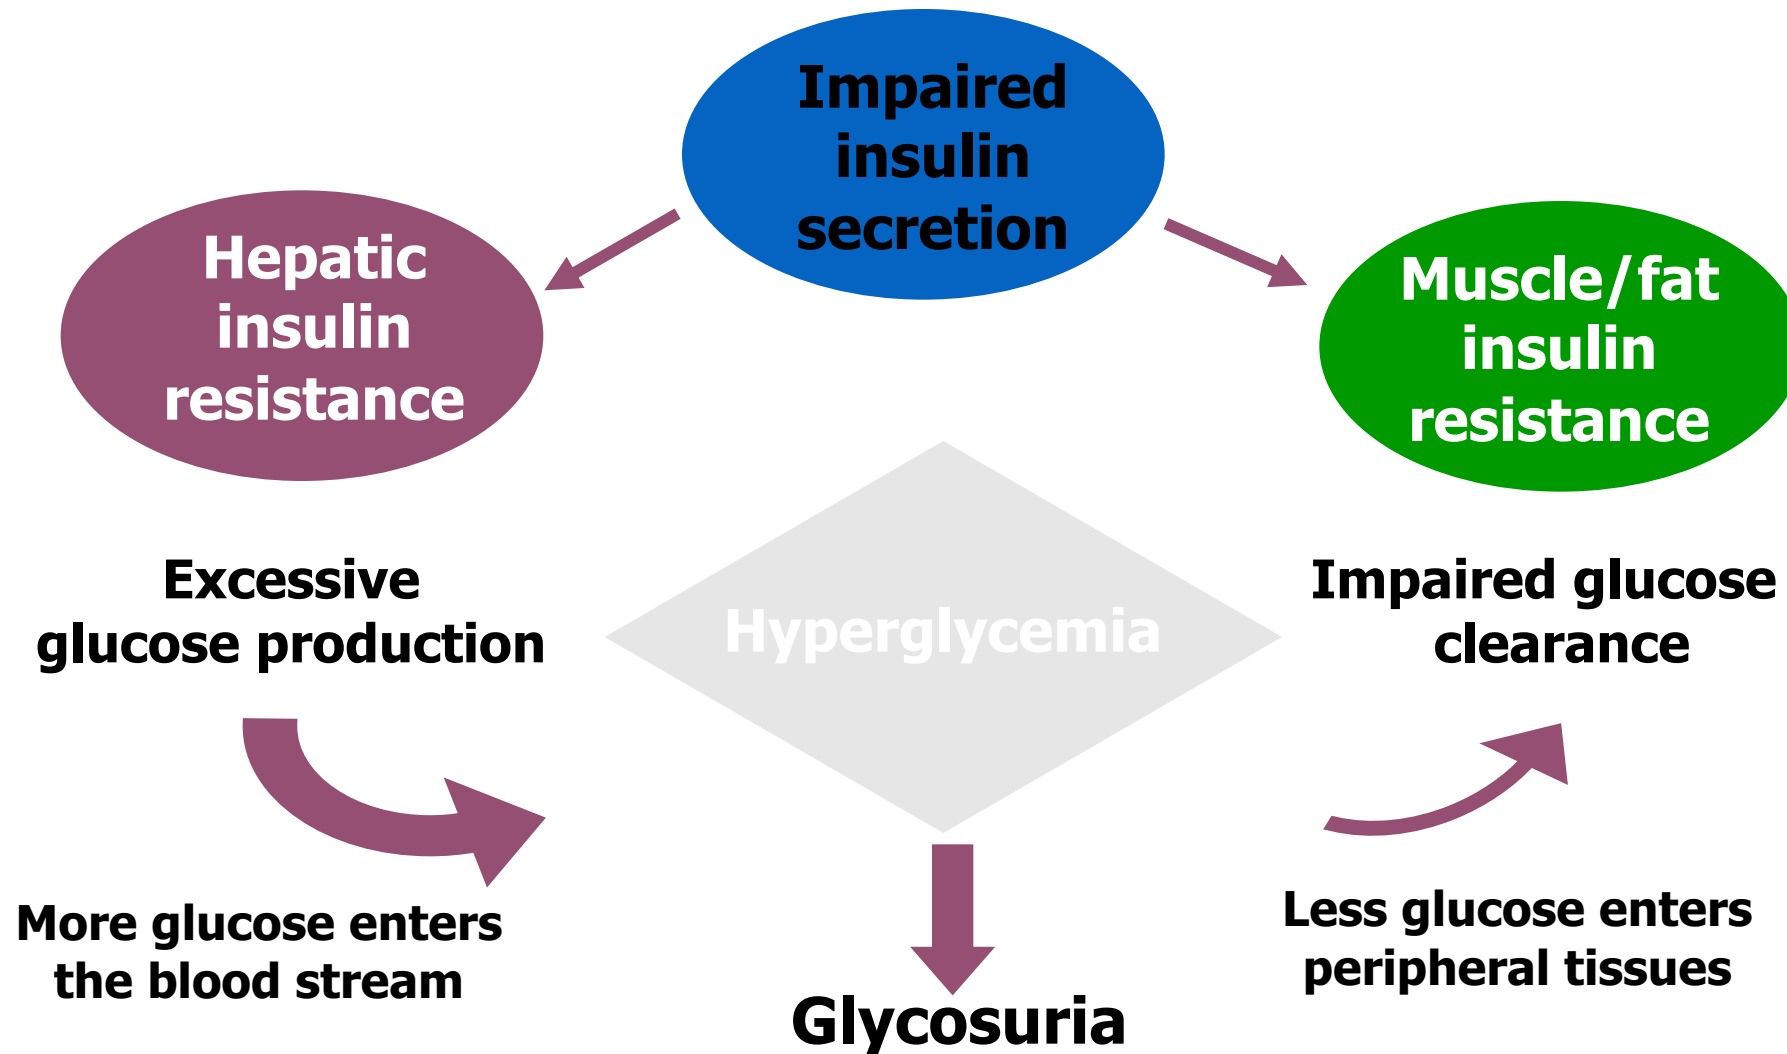 Impaired
insulin
secretion
Hepatic
insulin
resistance
Muscle/fat
insulin
resistance
Excessive
glucose production
Hyperglycemia
Impaired glucose
clearance
More glucose enters
the blood stream
Less glucose enters
peripheral tissues
Glycosuria